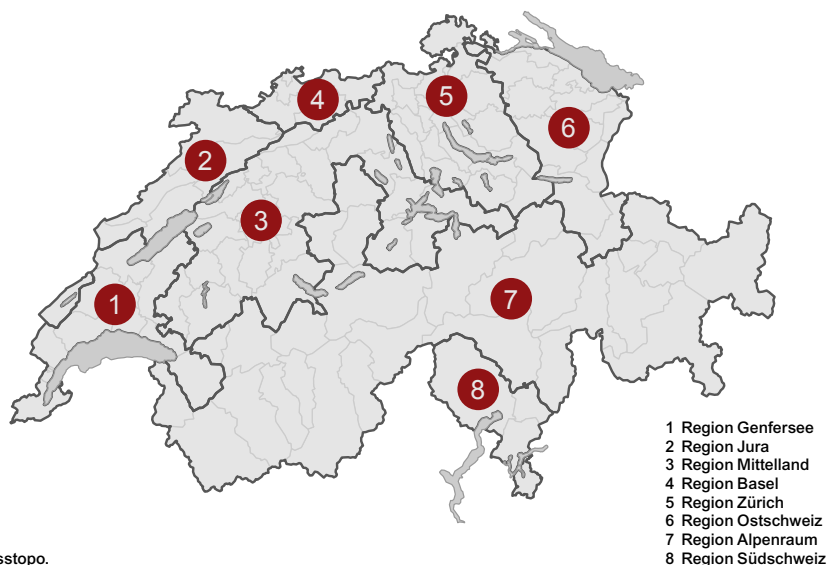 4
5
6
2
3
1
7
8
1 Region Genfersee
2 Region Jura
3 Region Mittelland
4 Region Basel
5 Region Zürich
6 Region Ostschweiz
7 Region Alpenraum
8 Region Südschweiz
sstopo.